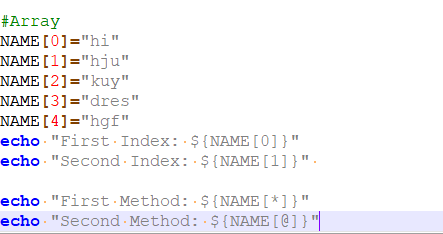 #Array
NAME[0]="hi"
NAME[1]="hju"
NAME[2]="kuy"
NAME[3]="dres"
NAME[4]="hgf"
echo "First Index: ${NAME[0]}"
echo "Second Index: ${NAME[1]}"
echo "First Method: ${NAME[*]}"
echo "Second Method: ${NAME[@]}"